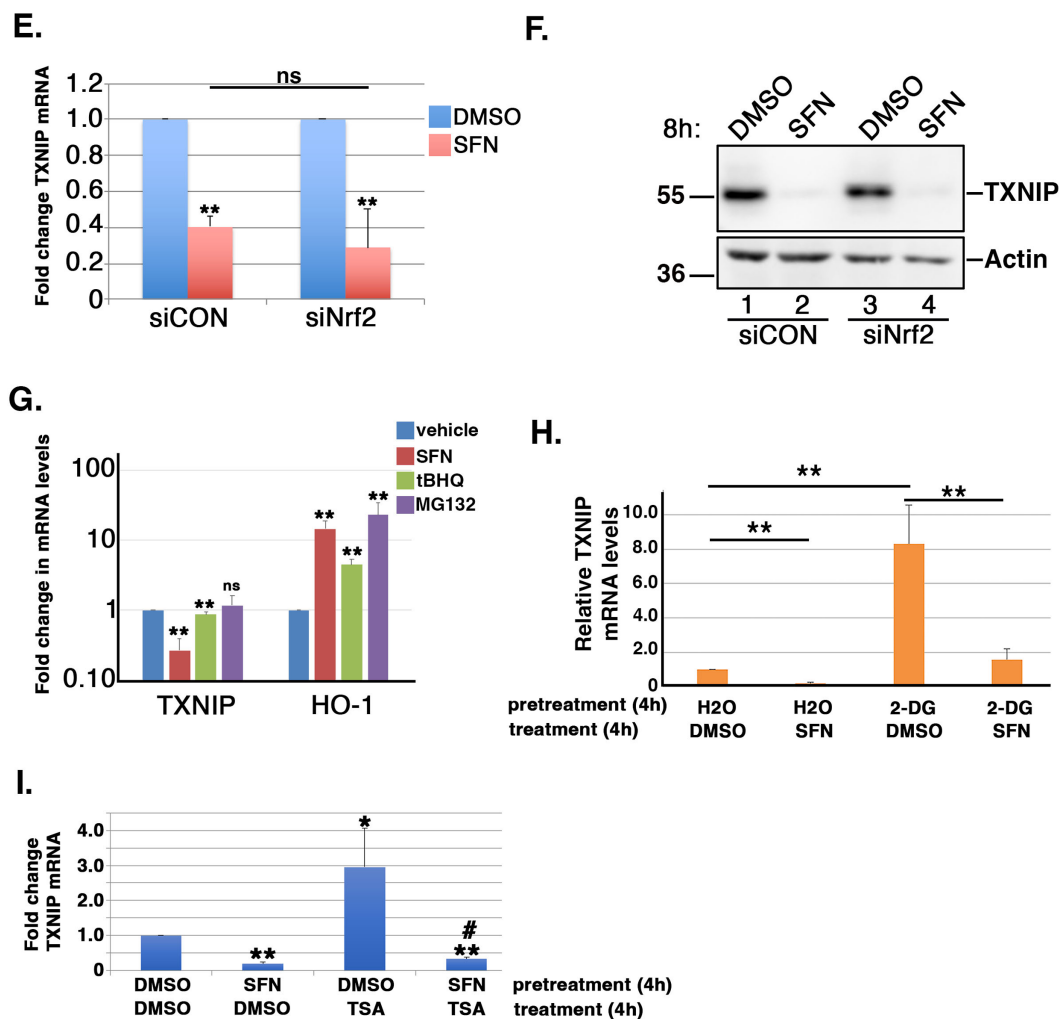 E.
Fold change TXNIP mRNA
1.2
1.0
0.8
0.6
0.4
0.2
0
ns
**
**
DMSO
SFN
siCON
siNrf2
F.
8h:
DMSO
SFN
DMSO
SFN
55
TXNIP
36
Actin
1 2 3 4
siCON siNrf2
G.
Fold change in mRNA levels
100
10
1
0.10
vehicle
SFN
tBHQ
MG132
**
**
ns
**
**
**
TXNIP HO-1
H.
Relative TXNIP
mRNA levels
10.0
8.0
6.0
4.0
2.0
0
**
**
**
pretreatment (4h) H2O H2O 2-DG 2-DG
treatment (4h) DMSO SFN DMSO SFN
I.
Fold change
TXNIP mRNA
4.0
3.0
2.0
1.0
0
**
*
#
**
DMSO SFN DMSO SFN pretreatment (4h)
DMSO DMSO TSA TSA treatment (4h)